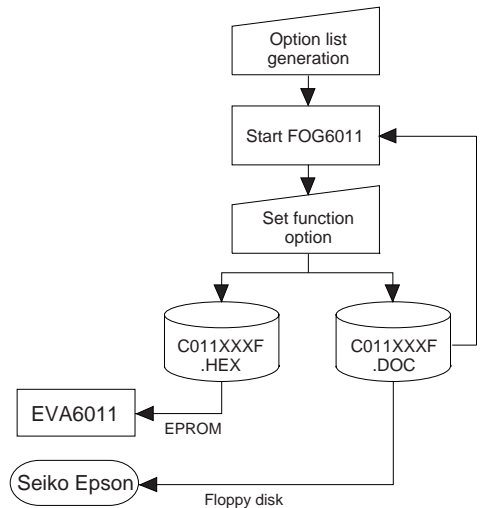 Option list
generation
Start FOG6011
Set function
option
C011XXXF
.HEX
C011XXXF
.DOC
EVA6011
EPROM
Seiko Epson
Floppy disk